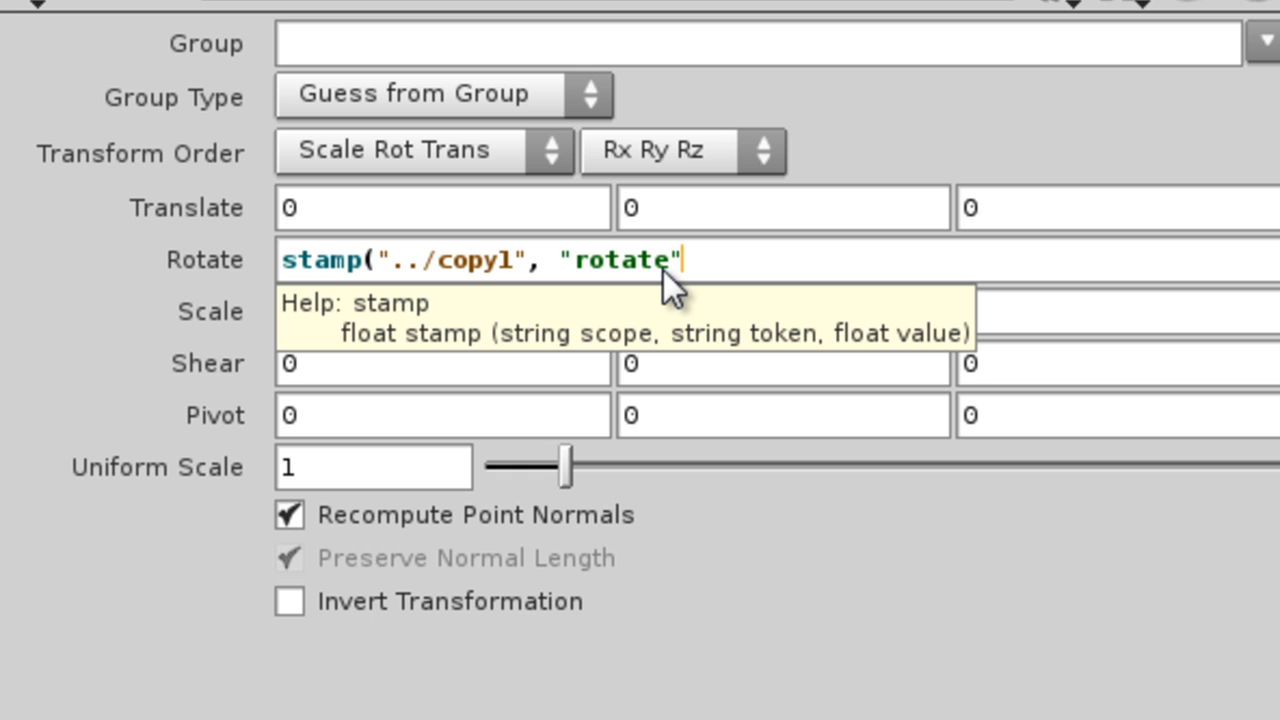 Group
Group Type Guess from Group
Transform Order Scale Rot Trans Rx Ry Rz
Translate 0 0 0
Rotate stamp("../copy1", "rotate"
Scale
Help: stamp
float stamp (string scope, string token, float value)
Shear 0 0 0
Pivot 0 0 0
Uniform Scale 1
Recompute Point Normals
Preserve Normal Length
Invert Transformation